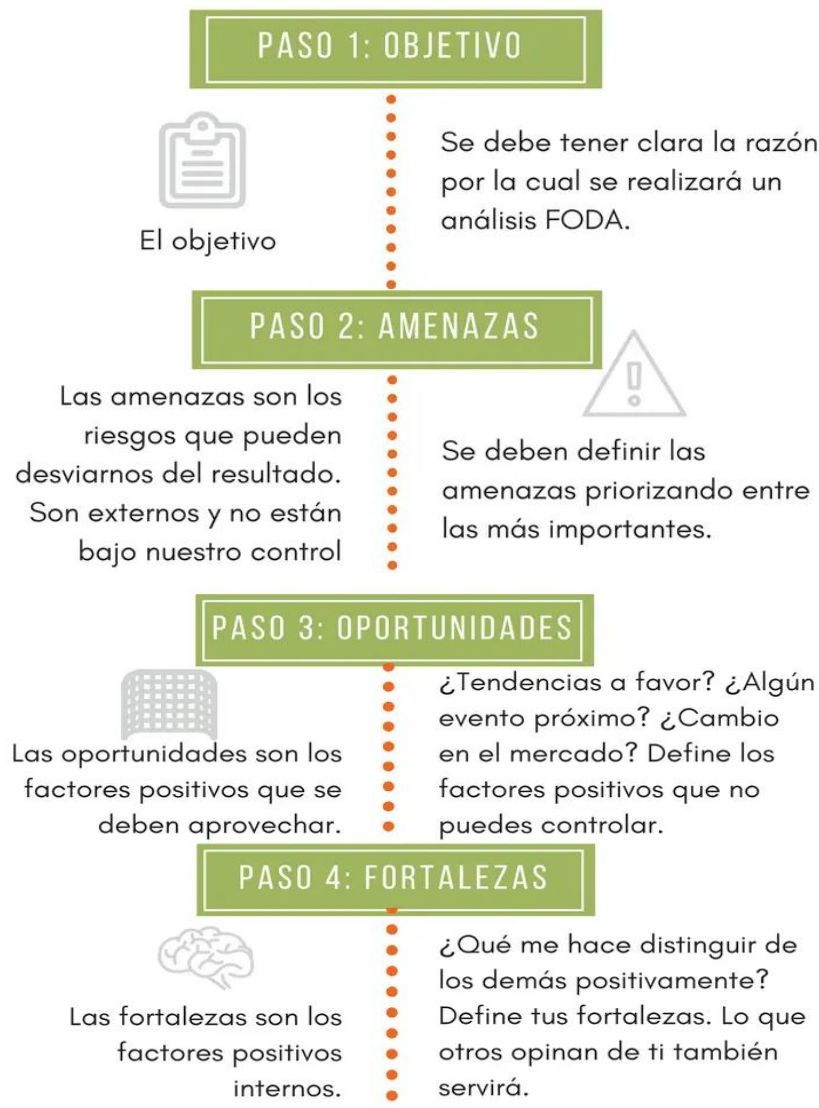 PASO 1: OBJETIVO
El objetivo
Se debe tener clara la razón
por la cual se realizará un
análisis FODA.
PASO 2: AMENAZAS
Las amenazas son los
riesgos que pueden
desviarnos del resultado.
Son externos y no están
bajo nuestro control
Se deben definir las
amenazas priorizando entre
las más importantes.
PASO 3: OPORTUNIDADES
Las oportunidades son los
factores positivos que se
deben aprovechar.
¿Tendencias a favor? ¿Algún
evento próximo? ¿Cambio
en el mercado? Define los
factores positivos que no
puedes controlar.
PASO 4: FORTALEZAS
Las fortalezas son los
factores positivos
internos.
¿Qué me hace distinguir de
los demás positivamente?
Define tus fortalezas. Lo que
otros opinan de ti también
servirá.